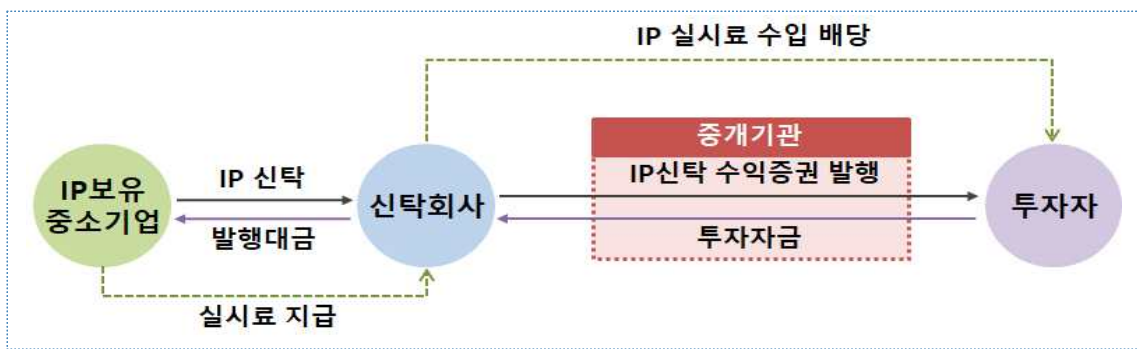 IP 실시료 수입 배당
중개기관
IP보유
중소기업
IP 신탁
발행대금
신탁회사
IP신탁 수익증권 발행
투자자금
투자자
실시료 지급